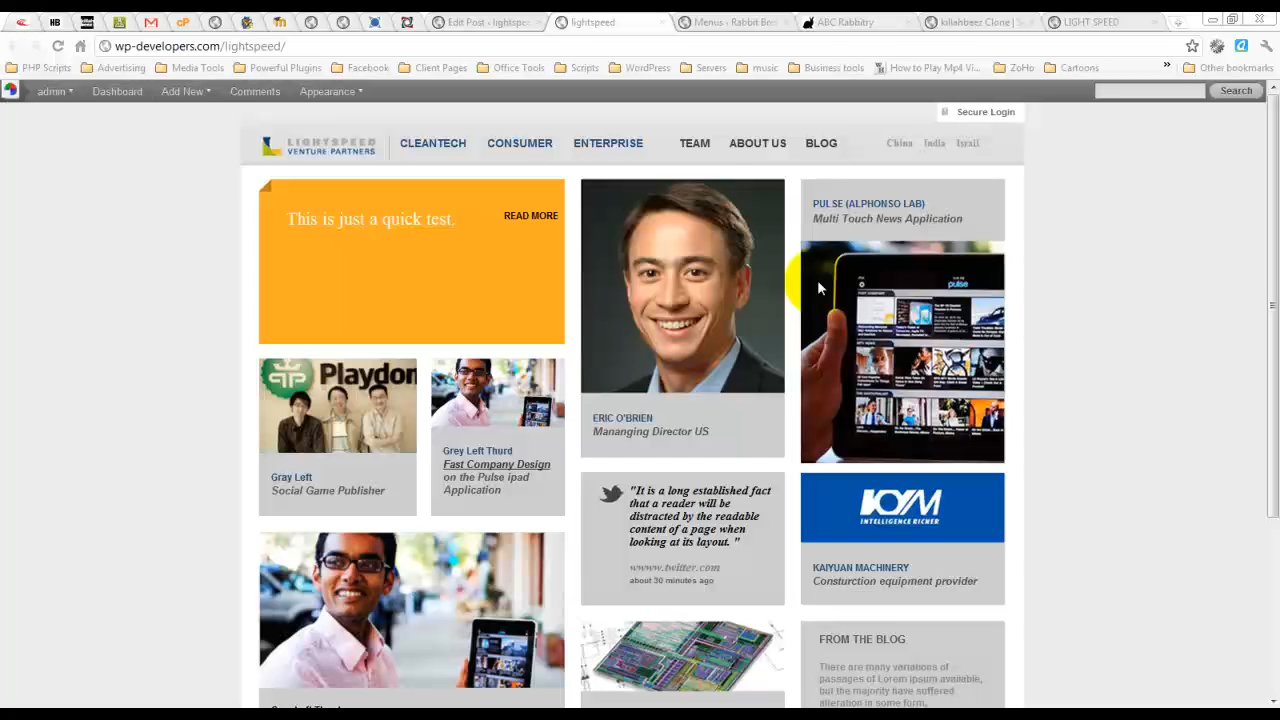 Edit Post ‹ lightspe
lightspeed
Menus ‹ Rabbit Bee
ABC Rabbitry
kollahbeez Clone |
LIGHT SPEED
wp-developers.com/lightspeed/
PHP Scripts
Advertising
Media Tools
Powerful Plugins
Facebook
Client Pages
Office Tools
Scripts
WordPress
Servers
music
Business tools
How to Play Mp4 Vi...
ZoHo
Cartoons
Other bookmarks
admin
Dashboard
Add New
Comments
Appearance
Search
Secure Login
LIGHTSPEED
VENTURE PARTNERS
CLEANTECH
CONSUMER
ENTERPRISE
TEAM
ABOUT US
BLOG
China
India
Israil
This is just a quick test.
READ MORE
Playdom
Gray Left
Social Game Publisher
Grey Left Thurd
Fast Company Design
on the Pulse ipad
Application
ERIC O'BRIEN
Mananging Director US
"It is a long established fact
that a reader will be
distracted by the readable
content of a page when
looking at its layout. "
wwww.twitter.com
about 30 minutes ago
PULSE (ALPHONSO LAB)
Multi Touch News Application
pulse
INTELLIGENCE RICHER
KAIYUAN MACHINERY
Consturction equipment provider
FROM THE BLOG
There are many variations of
passages of Lorem Ipsum available,
but the majority have suffered
alteration in some form,